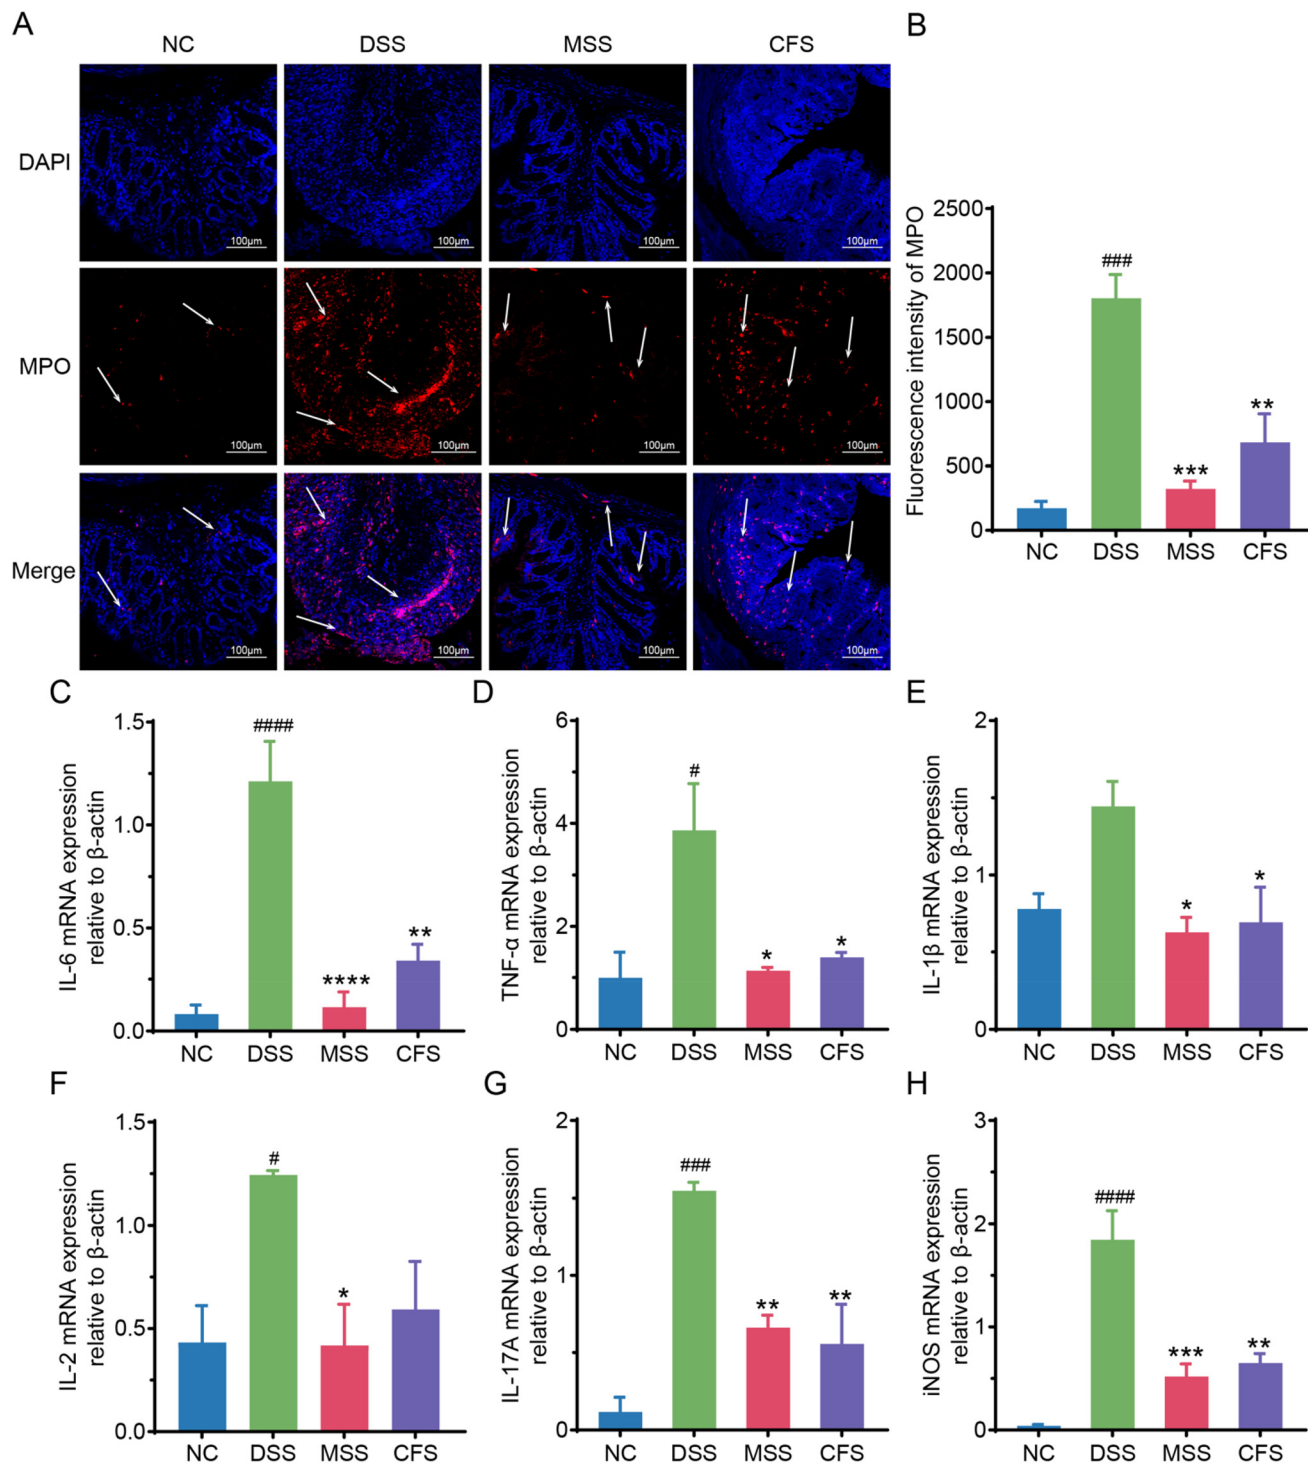 A
NC DSS MSS CFS
DAPI
100μm 100μm 100μm 100μm
MPO
100μm 100μm 100μm 100μm
Merge
100μm 100μm 100μm 100μm
B
Fluorescence intensity of MPO
2500
2000
1500
1000
500
0
###
***
**
NC DSS MSS CFS
C
IL-6 mRNA expression
relative to β-actin
1.5
1.0
0.5
0.0
####
****
**
NC DSS MSS CFS
D
TNF-α mRNA expression
relative to β-actin
6
4
2
0
#
*
*
NC DSS MSS CFS
E
IL-1β mRNA expression
relative to β-actin
2
1
0
*
*
NC DSS MSS CFS
F
IL-2 mRNA expression
relative to β-actin
1.5
1.0
0.5
0.0
#
*
NC DSS MSS CFS
G
IL-17A mRNA expression
relative to β-actin
2
1
0
###
**
**
NC DSS MSS CFS
H
iNOS mRNA expression
relative to β-actin
3
2
1
0
####
***
**
NC DSS MSS CFS